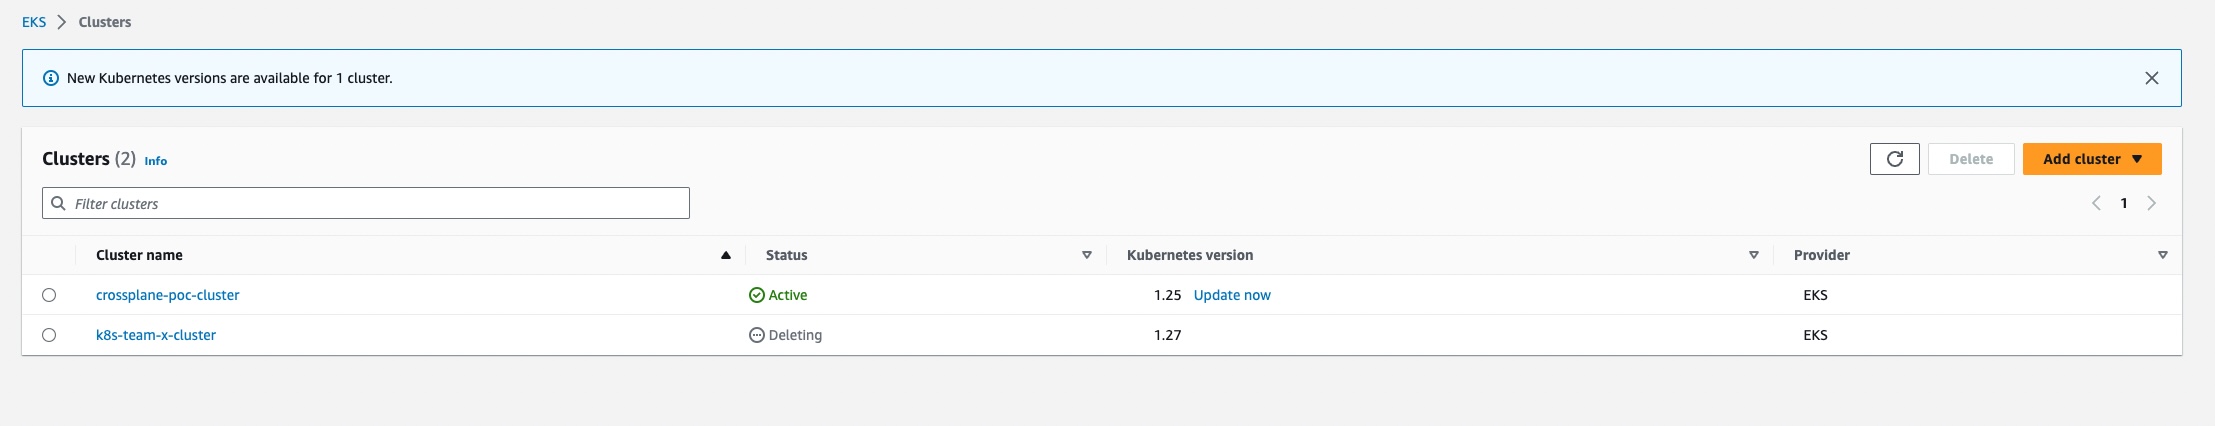 EKS > Clusters
New Kubernetes versions are available for 1 cluster.
Clusters (2) Info
Delete
Add cluster
Filter clusters
1
Cluster name Status Kubernetes version Provider
crossplane-poc-cluster Active 1.25 Update now EKS
k8s-team-x-cluster Deleting 1.27 EKS